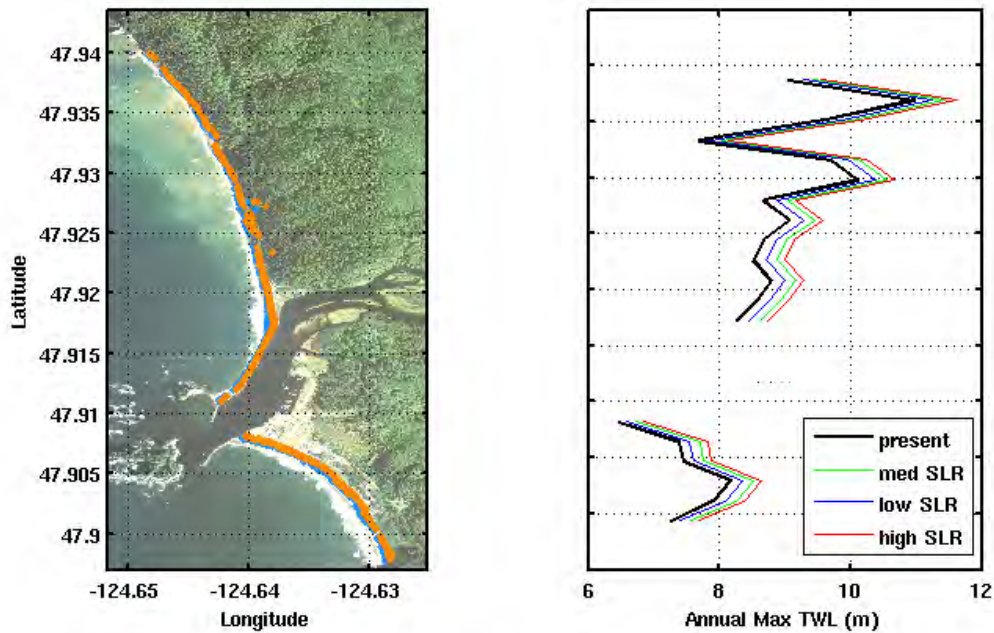 47.94
47.935
47.93
47.925
47.92
47.915
47.91
47.905
47.9
Latitude
-124.65
-124.64
-124.63
Longitude
present
med SLR
low SLR
high SLR
6
8
10
12
Annual Max TWL (m)